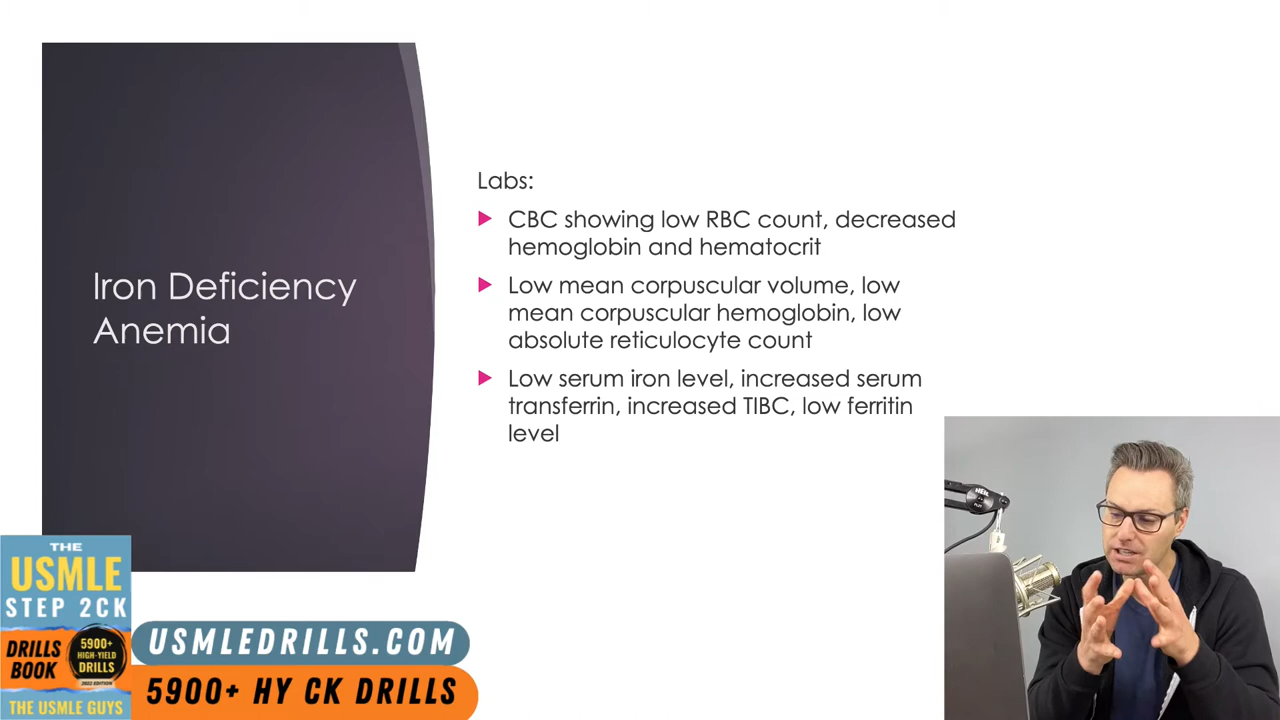 Iron Deficiency
Anemia
Labs:
CBC showing low RBC count, decreased
hemoglobin and hematocrit
Low mean corpuscular volume, low
mean corpuscular hemoglobin, low
absolute reticulocyte count
Low serum iron level, increased serum
transferrin, increased TIBC, low ferritin
level
THE
USMLE
STEP 2CK
DRILLS
BOOK
5900+
HIGH-YIELD
DRILLS
2022 EDITION
THE USMLE GUYS
USMLEDRILLS.COM
5900+ HY CK DRILLS